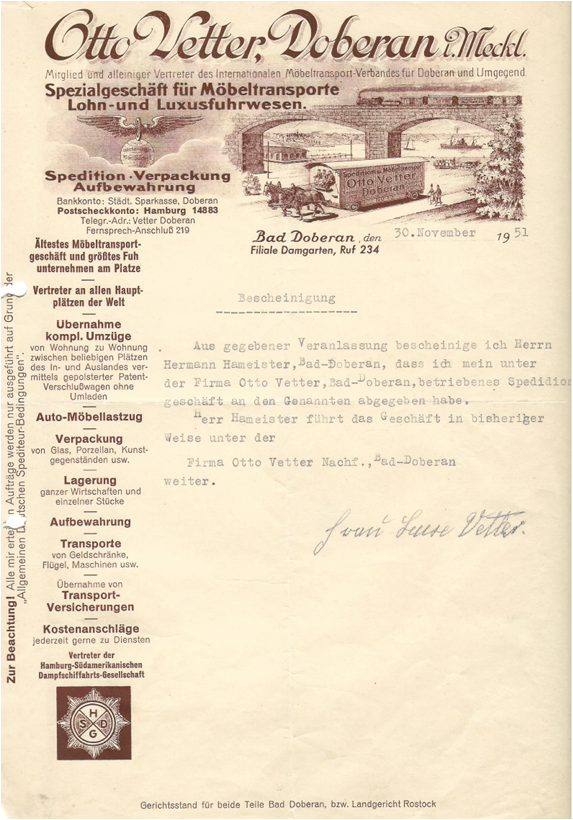 Otto Vetter, Doberan i. Meckl.
Mitglied und alleiniger Vertreter des Internationalen Möbeltransport-Verbandes für Doberan und Umgegend.
Spezialgeschäft für Möbeltransporte
Lohn- und Luxusfuhrwesen.
Spedition · Verpackung
Aufbewahrung
Bankkonto: Städt. Sparkasse, Doberan
Postscheckkonto: Hamburg 14883
Telegr.-Adr.: Vetter Doberan
Fernsprech-Anschluß 219
Spedition u. Möbeltransport
Otto Vetter
Doberan
Bad Doberan, den 30.November 1951
Filiale Damgarten, Ruf 234
Ältestes Möbeltransport-
geschäft und größtes Fuh
unternehmen am Platze
Vertreter an allen Haupt-
plätzen der Welt
Übernahme
kompl. Umzüge
von Wohnung zu Wohnung
zwischen beliebigen Plätzen
des In- und Auslandes ver-
mittels gepolsterter Patent-
Verschlußwagen ohne
Umladen
Auto-Möbellastzug
Verpackung
von Glas, Porzellan, Kunst-
gegenständen usw.
Lagerung
ganzer Wirtschaften und
einzelner Stücke
Aufbewahrung
Transporte
von Geldschränke,
Flügel, Maschinen usw.
Übernahme von
Transport-
Versicherungen
Kostenanschläge
jederzeit gerne zu Diensten
Vertreter der
Hamburg-Südamerikanischen
Dampfschiffahrts-Gesellschaft
H
S D
G
Zur Beachtung! Alle mir erte n Aufträge werden nur ausgeführt auf Grund der
„Allgemeinen D tschen Spediteur-Bedingungen".
Bescheinigung
Aus gegebener Veranlassung bescheinige ich Herrn
Hermann Hameister, Bad-Doberan, dass ich mein unter
der Firma Otto Vetter, Bad-Doberan, betriebenes Spedidion
geschäft an den Genannten abgegeben habe.
Herr Hameister führt das Geschäft in bisheriger
Weise unter der
Firma Otto Vetter Nachf., Bad-Doberan
weiter.
Frau Luise Vetter.
Gerichtsstand für beide Teile Bad Doberan, bzw. Landgericht Rostock